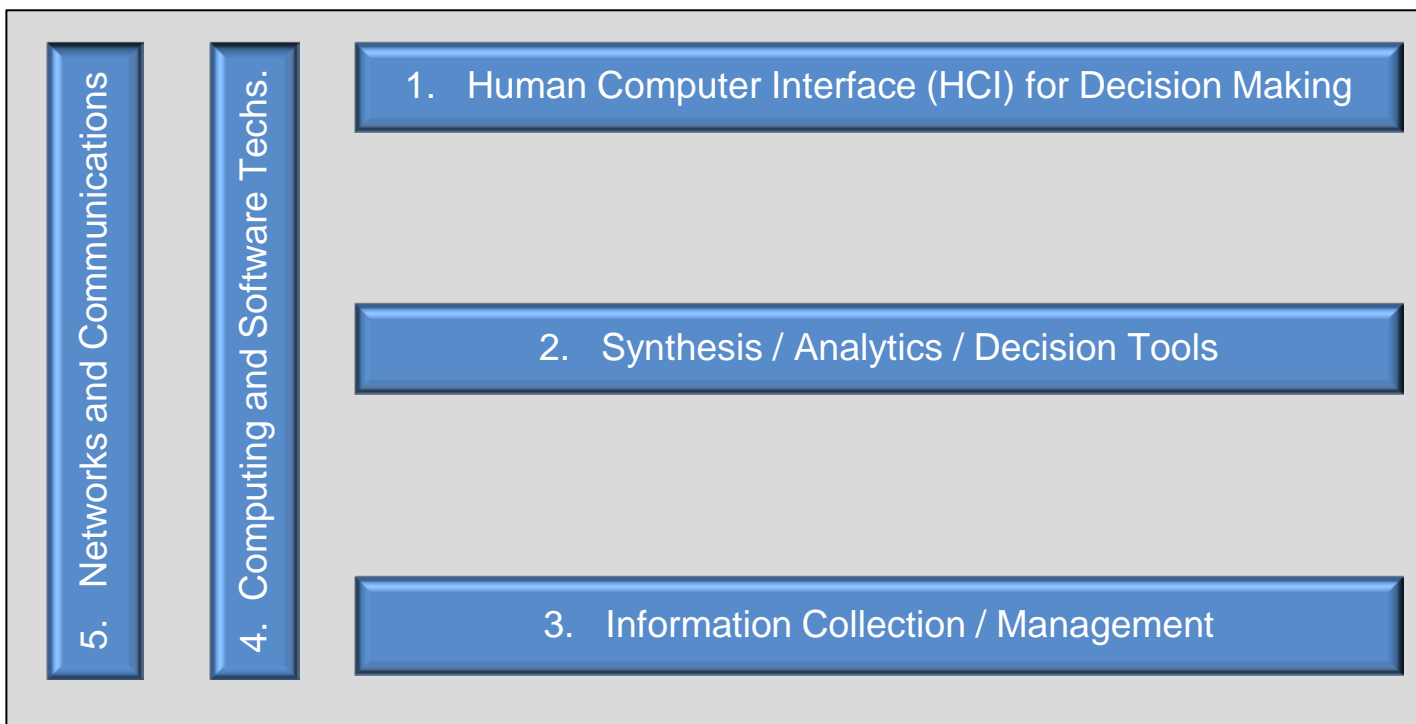 1. Human Computer Interface (HCI) for Decision Making
2. Synthesis / Analytics / Decision Tools
3. Information Collection / Management
4. Computing and Software Techs.
5. Networks and Communications